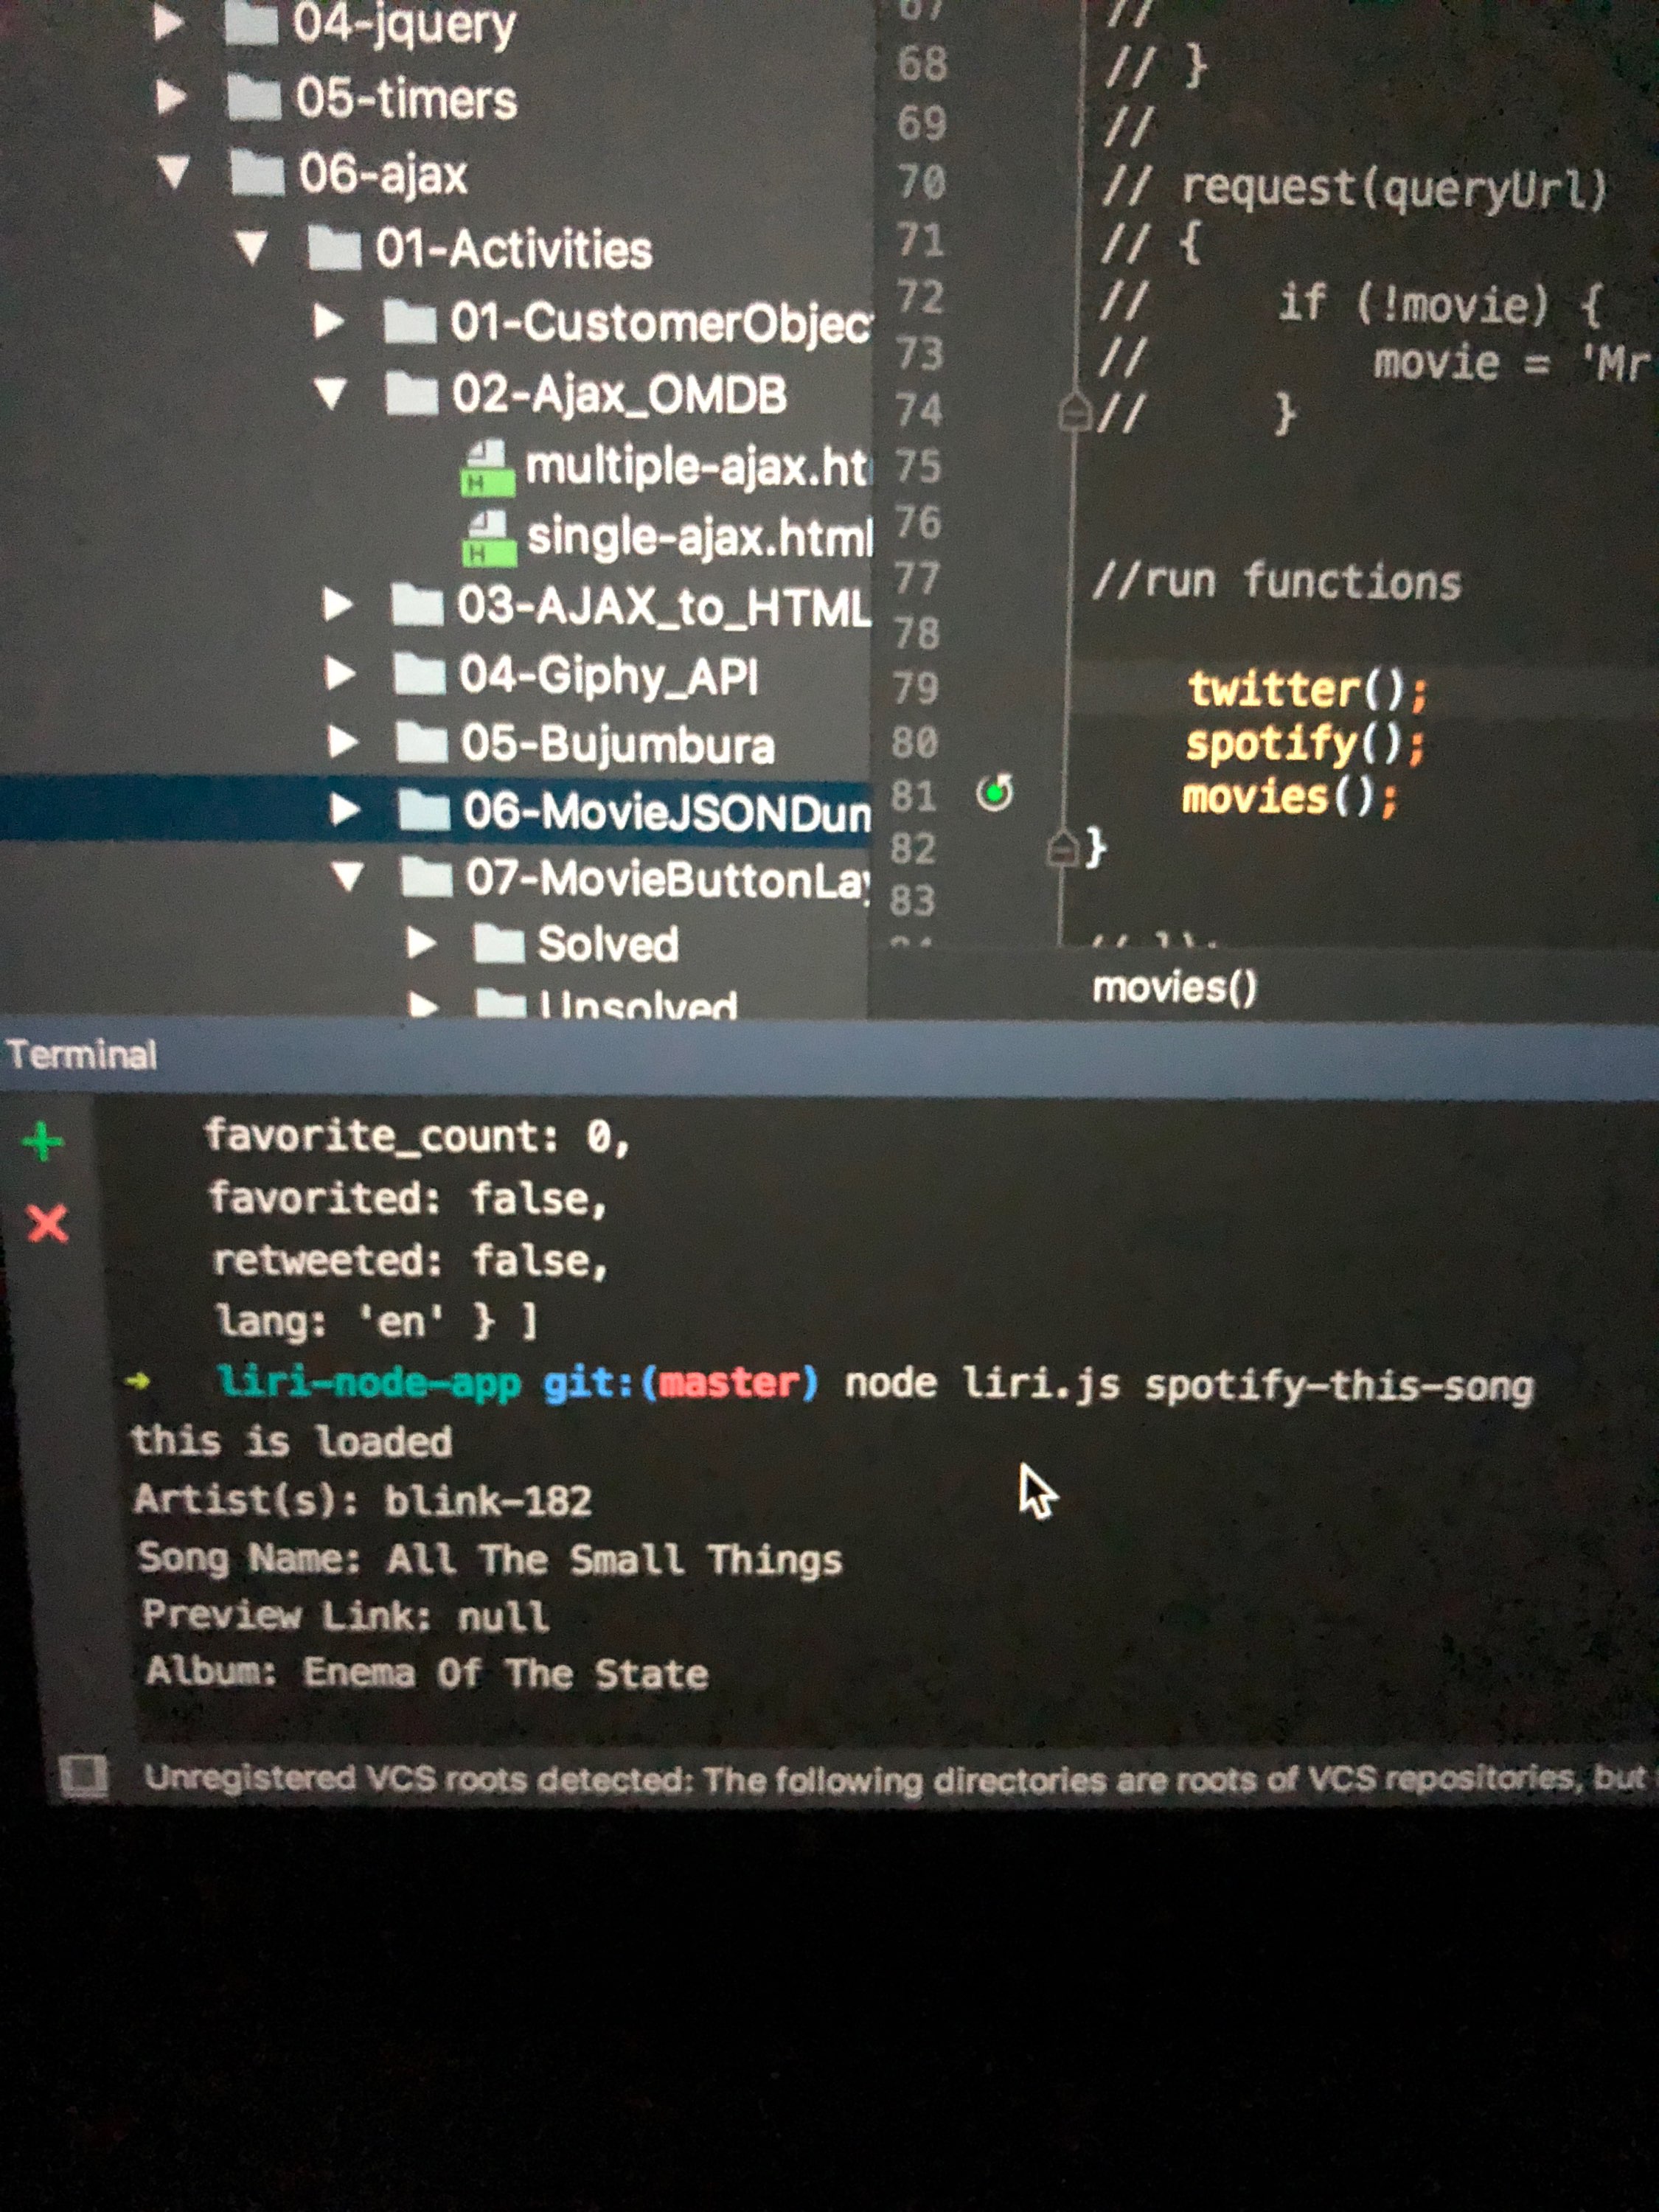 04-jquery
05-timers
06-ajax
01-Activities
01-CustomerObjec
02-Ajax_OMDB
multiple-ajax.ht
single-ajax.html
03-AJAX_to_HTML
04-Giphy_API
05-Bujumbura
06-MovieJSONDum
07-MovieButtonLay
Solved
Unsolved
67 //
68 // }
69 //
70 // request(queryUrl)
71 // {
72 //     if (!movie) {
73 //         movie = 'Mr
74 //     }
75
76
77 //run functions
78
79 twitter();
80 spotify();
81 movies();
82 }
83
84 // });
movies()
Terminal
favorite_count: 0,
favorited: false,
retweeted: false,
lang: 'en' } ]
➜ liri-node-app git:(master) node liri.js spotify-this-song
this is loaded
Artist(s): blink-182
Song Name: All The Small Things
Preview Link: null
Album: Enema Of The State
Unregistered VCS roots detected: The following directories are roots of VCS repositories, but